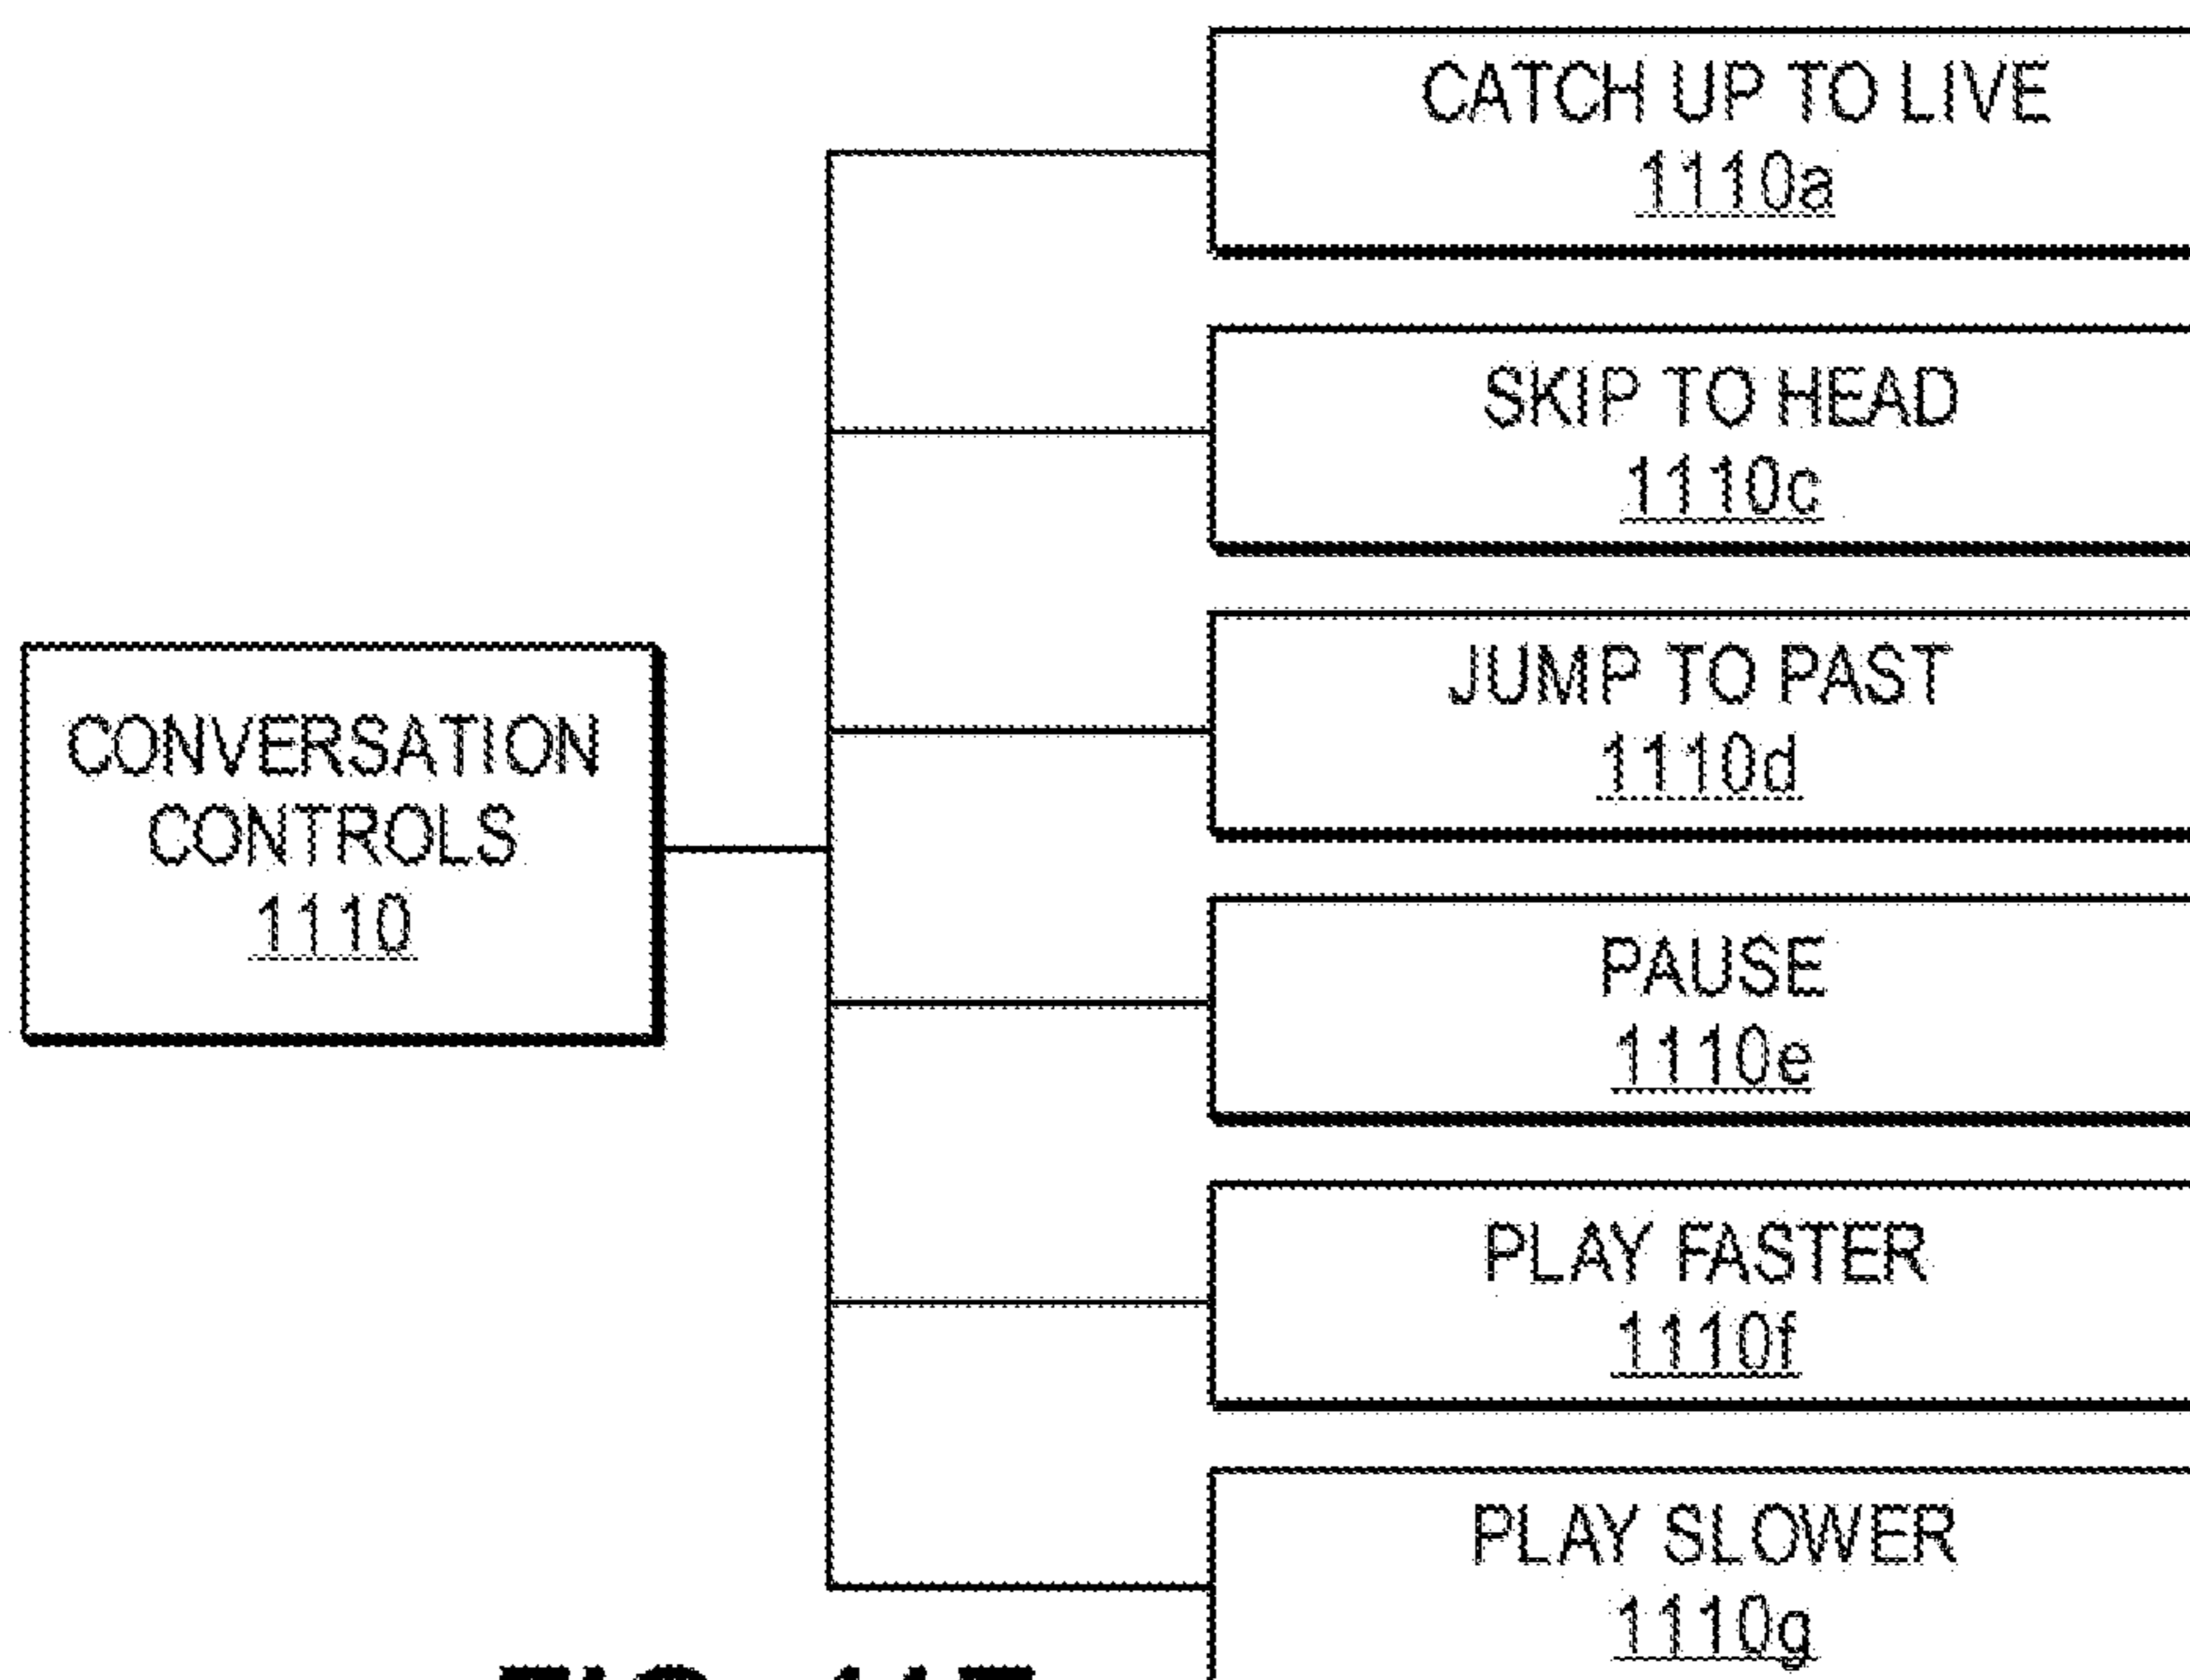 CATCH UP TO LIVE
1110a
SKIP TO HEAD
1110c
JUMP TO PAST
1110d
CONVERSATION
CONTROLS
1110
PAUSE
1110e
PLAY FASTER
1110f
PLAY SLOWER
1110g